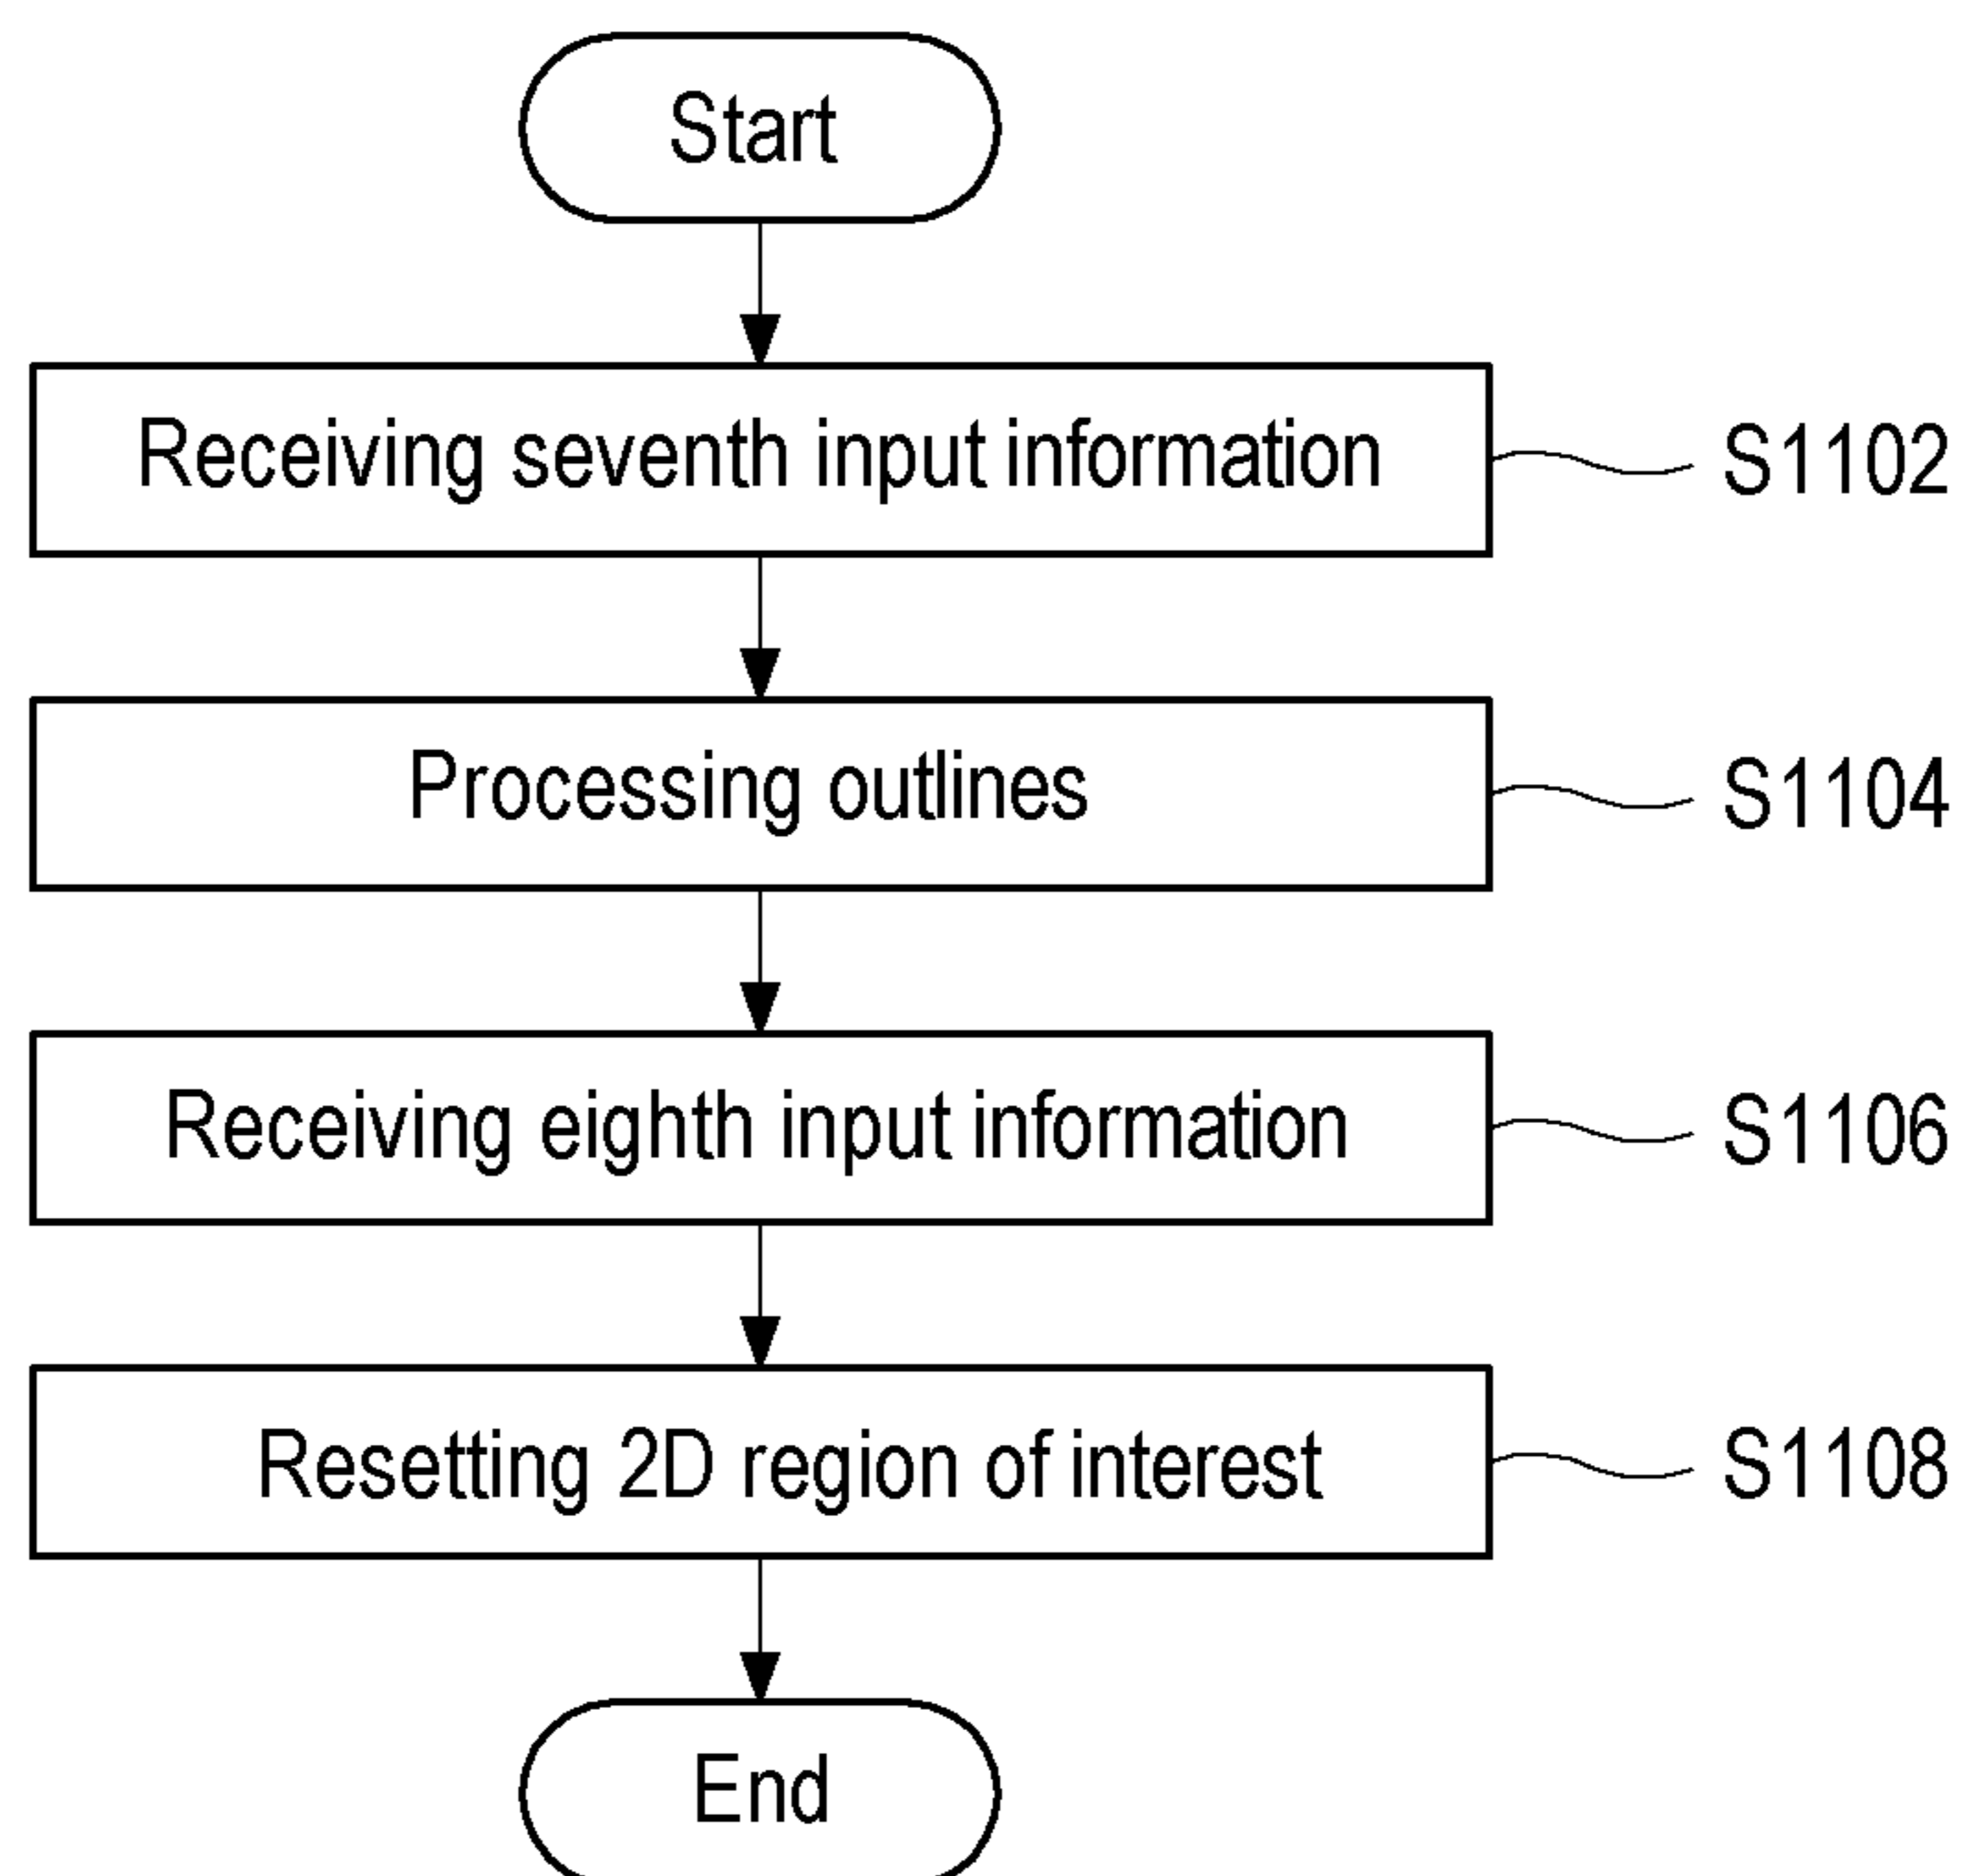 Start
Receiving seventh input information
S1102
Processing outlines
S1104
Receiving eighth input information
S1106
Resetting 2D region of interest
S1108
End